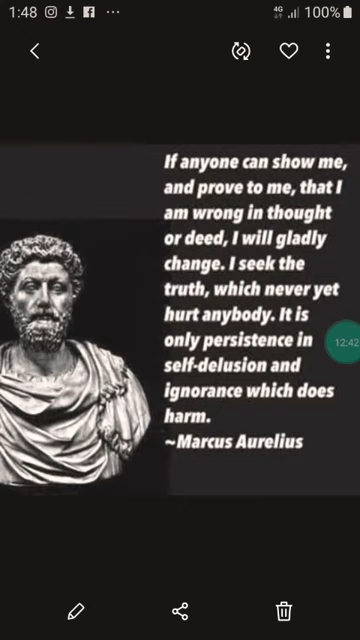 1:48
4G
100%
If anyone can show me,
and prove to me, that I
am wrong in thought
or deed, I will gladly
change. I seek the
truth, which never yet
hurt anybody. It is
only persistence in
12:42
self-delusion and
ignorance which does
harm.
~Marcus Aurelius